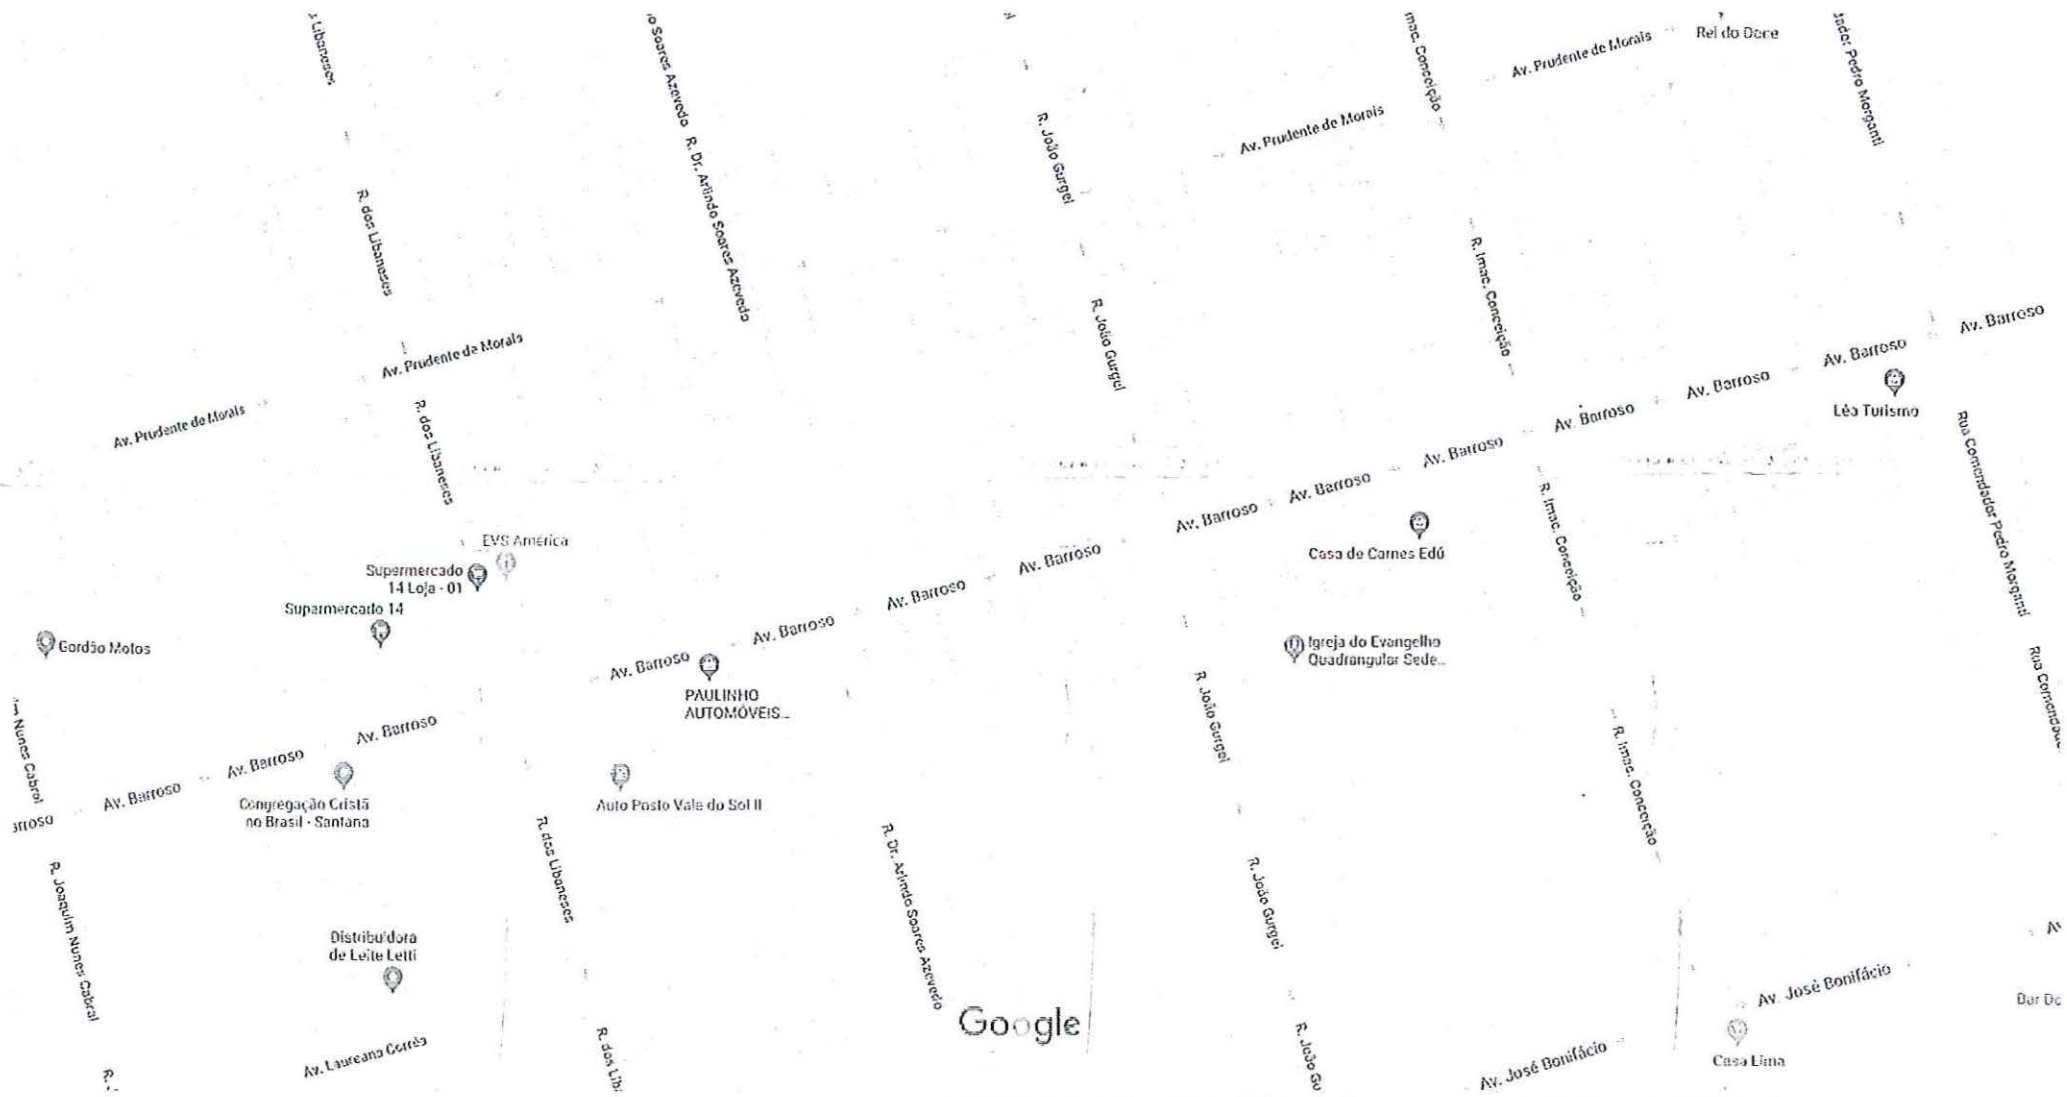 s Libaneses
o Soares Azevedo
R. Dr. Arlindo Soares Azevedo
R. João Gurgel
Imac. Conceição
Av. Prudente de Morais
Rei do Doce
Pedro Morganti
Av. Prudente de Morais
R. dos Libaneses
R. Imac. Conceição
R. João Gurgel
Av. Barroso
Av. Barroso
Av. Prudente de Morais
Av. Barroso
Léo Turismo
Av. Prudente de Morais
R. dos Libaneses
Av. Barroso
Av. Barroso
Rua Comendador Pedro Morganti
Av. Barroso
Av. Barroso
R. Imac. Conceição
Casa de Carnes Edú
EVS América
Av. Barroso
Supermercado
14 Loja - 01
Supermercado 14
Av. Barroso
Gordão Motos
Av. Barroso
Igreja do Evangelho
Quadrangular Sede...
Av. Barroso
PAULINHO
AUTOMÓVEIS...
R. João Gurgel
Nunes Cabral
Av. Barroso
Av. Barroso
R. Imac. Conceição
Av. Barroso
Congregação Cristã
no Brasil - Santana
Auto Posto Vale do Sol II
arroso
R. dos Libaneses
R. Dr. Arlindo Soares Azevedo
R. João Gurgel
R. Joaquim Nunes Cabral
Distribuidora
de Leite Letti
Av. José Bonifácio
Google
Av. Laureano Corrêa
R. dos Lib
R. João Gu
Av. José Bonifácio
Casa Lima